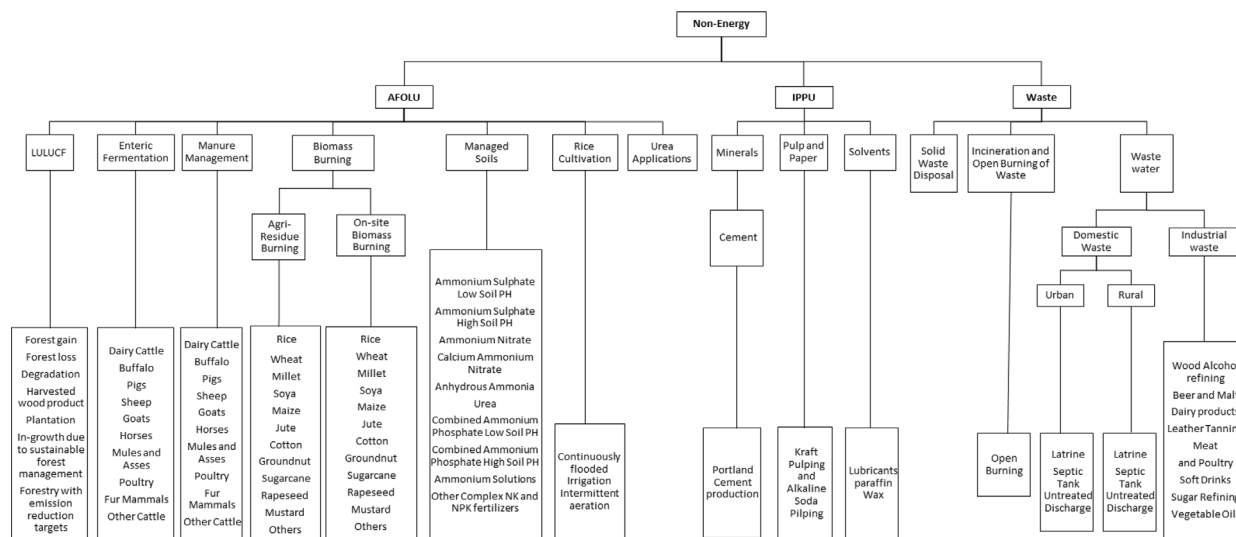 Non-Energy
AFOLU
IPPU
Waste
LULUCF
Enteric
Fermentation
Manure
Management
Biomass
Burning
Managed
Soils
Rice
Cultivation
Urea
Applications
Minerals
Pulp and
Paper
Solvents
Solid
Waste
Disposal
Incineration and
Open Burning of
Waste
Waste
water
Agri-
Residue
Burning
On-site
Biomass
Burning
Cement
Domestic
Waste
Industrial
waste
Urban
Rural
Forest gain
Forest loss
Degradation
Harvested
wood product
Plantation
In-growth due
to sustainable
forest
management
Forestry with
emission
reduction
targets
Dairy Cattle
Buffalo
Pigs
Sheep
Goats
Horses
Mules and
Asses
Poultry
Fur Mammals
Other Cattle
Dairy Cattle
Buffalo
Pigs
Sheep
Goats
Horses
Mules and
Asses
Poultry
Fur
Mammals
Other Cattle
Rice
Wheat
Millet
Soya
Maize
Jute
Cotton
Groundnut
Sugarcane
Rapeseed
Mustard
Others
Rice
Wheat
Millet
Soya
Maize
Jute
Cotton
Groundnut
Sugarcane
Rapeseed
Mustard
Others
Ammonium Sulphate
Low Soil PH
Ammonium Sulphate
High Soil PH
Ammonium Nitrate
Calcium Ammonium
Nitrate
Anhydrous Ammonia
Urea
Combined Ammonium
Phosphate Low Soil PH
Combined Ammonium
Phosphate High Soil PH
Ammonium Solutions
Other Complex NK and
NPK fertilizers
Continuously
flooded
Irrigation
Intermittent
aeration
Portland
Cement
production
Kraft
Pulping and
Alkaline
Soda
Pilping
Lubricants
paraffin
Wax
Open
Burning
Latrine
Septic
Tank
Untreated
Discharge
Latrine
Septic
Tank
Untreated
Discharge
Wood Alcohol
refining
Beer and Malt
Dairy products
Leather Tannin
Meat
and Poultry
Soft Drinks
Sugar Refining
Vegetable Oil